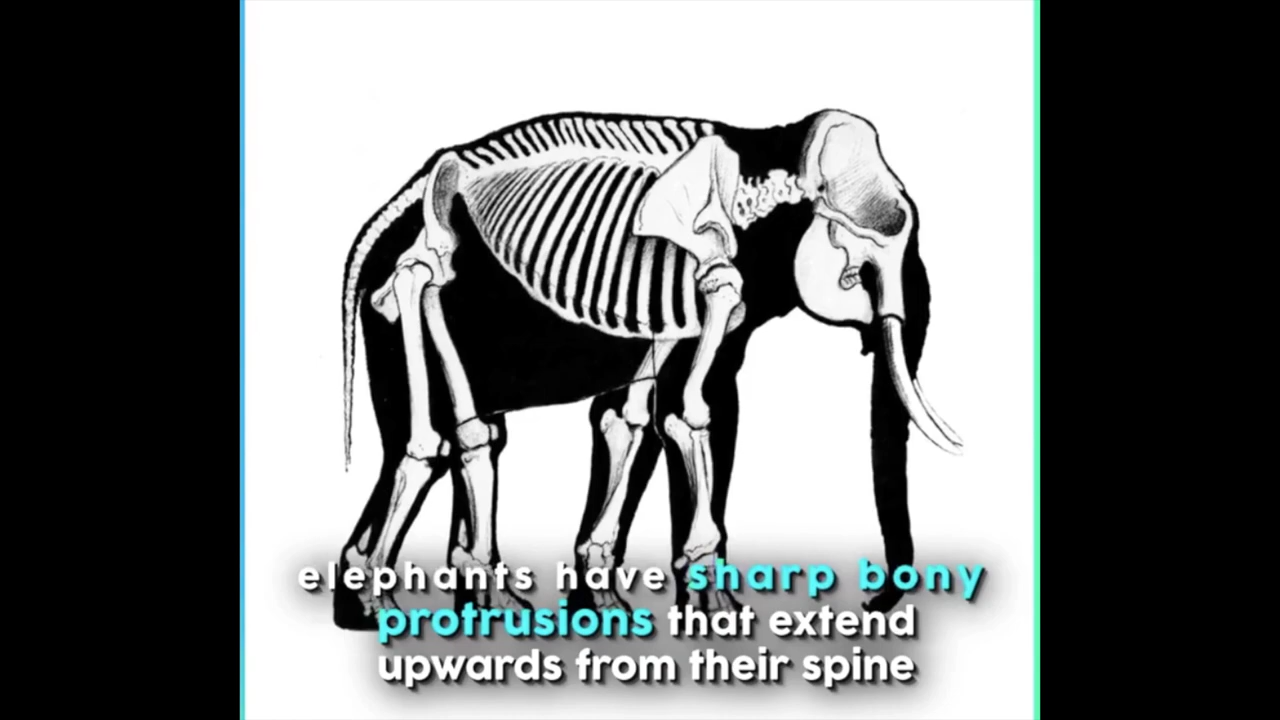 elephants have sharp bony
protrusions that extend
upwards from their spine